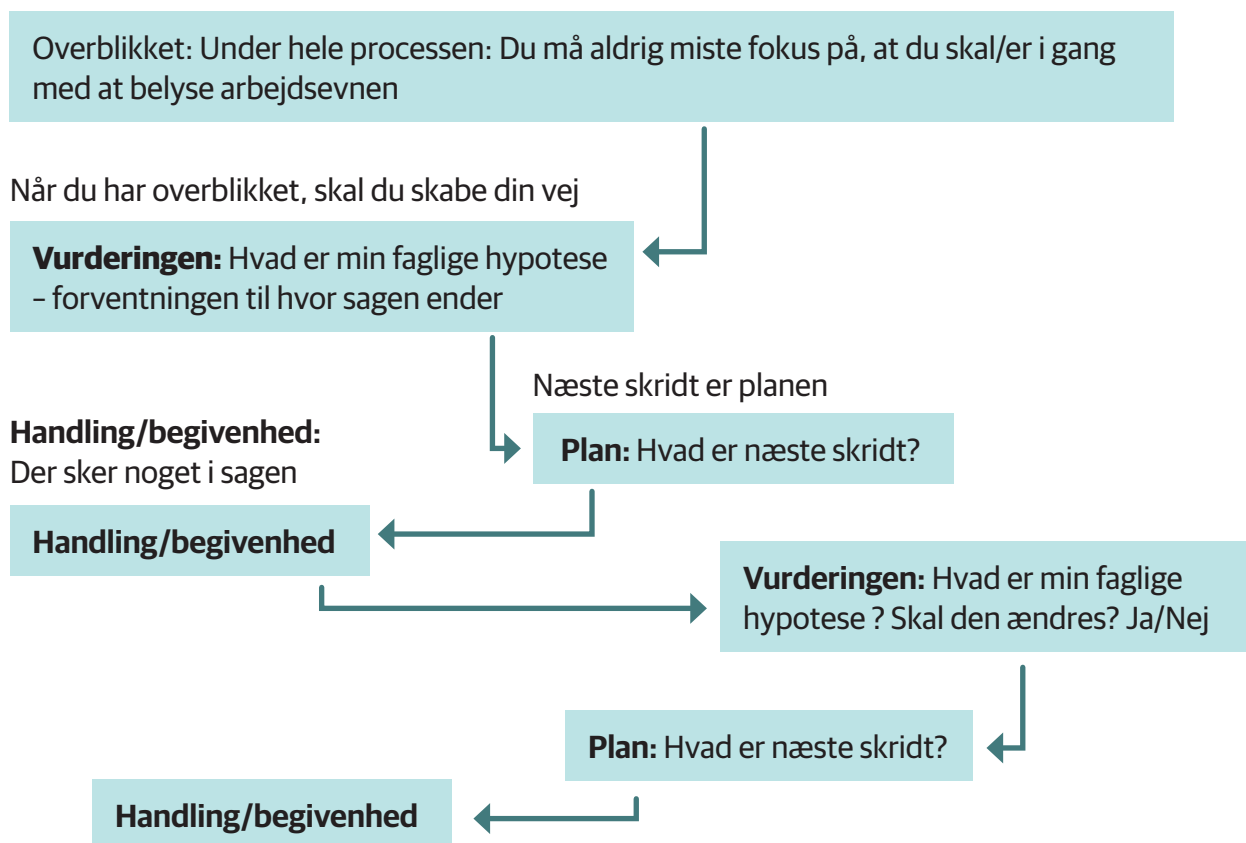 Overblikket: Under hele processen: Du må aldrig miste fokus på, at du skal/er i gang
med at belyse arbejdsevnen
Når du har overblikket, skal du skabe din vej
Vurderingen: Hvad er min faglige hypotese
– forventningen til hvor sagen ender
Næste skridt er planen
Plan: Hvad er næste skridt?
Handling/begivenhed:
Der sker noget i sagen
Handling/begivenhed
Vurderingen: Hvad er min faglige
hypotese ? Skal den ændres? Ja/Nej
Plan: Hvad er næste skridt?
Handling/begivenhed